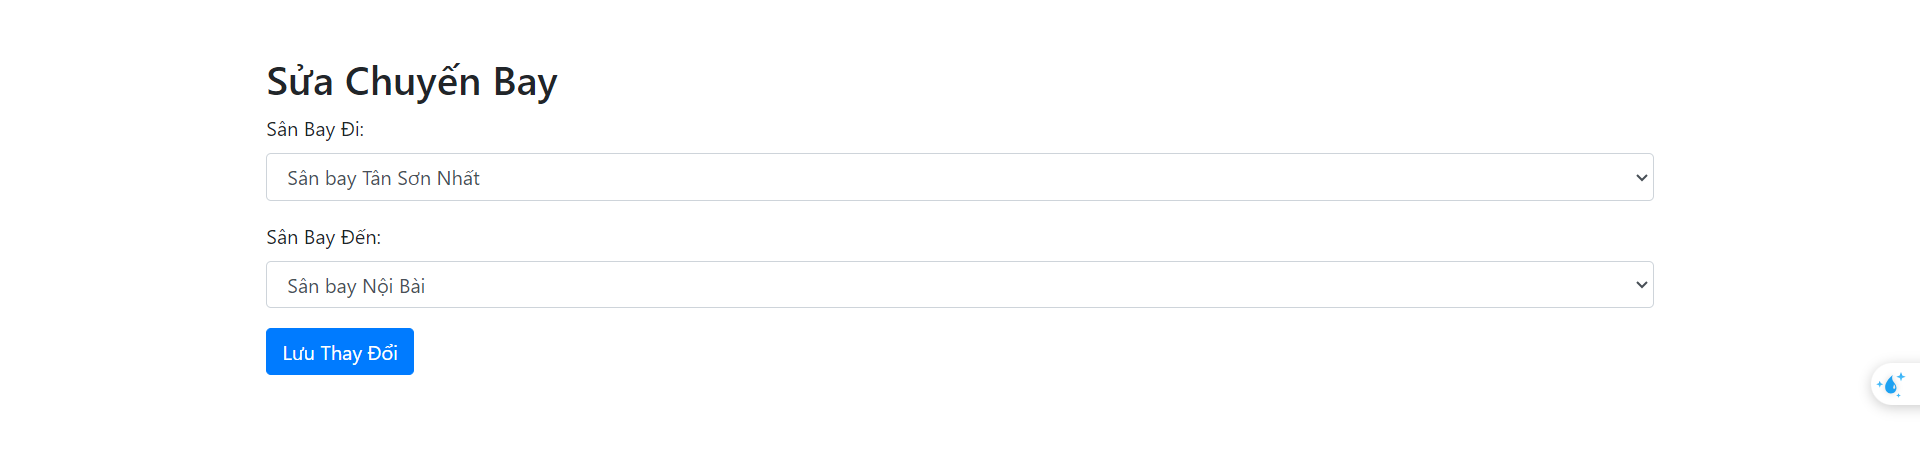 Sửa Chuyến Bay
Sân Bay Đi:
Sân bay Tân Sơn Nhất
Sân Bay Đến:
Sân bay Nội Bài
Lưu Thay Đổi